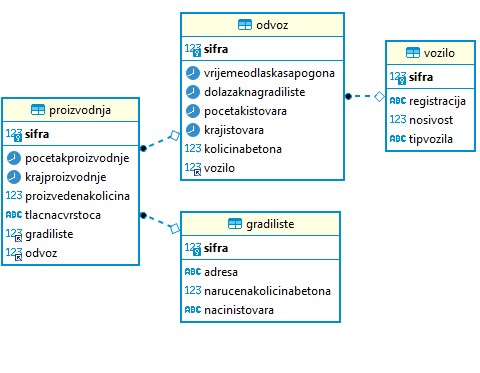 proizvodnja
123 sifra
pocetakproizvodnje
krajproizvodnje
123 proizvedenakolicina
ABC tlacnacvrstoca
123 gradiliste
123 odvoz
odvoz
123 sifra
vrijemeodlaskasapogona
dolazaknagradiliste
pocetakistovara
krajistovara
123 kolicinabetona
123 vozilo
vozilo
123 sifra
ABC registracija
123 nosivost
ABC tipvozila
gradiliste
123 sifra
ABC adresa
123 narucenakolicinabetona
ABC nacinistovara